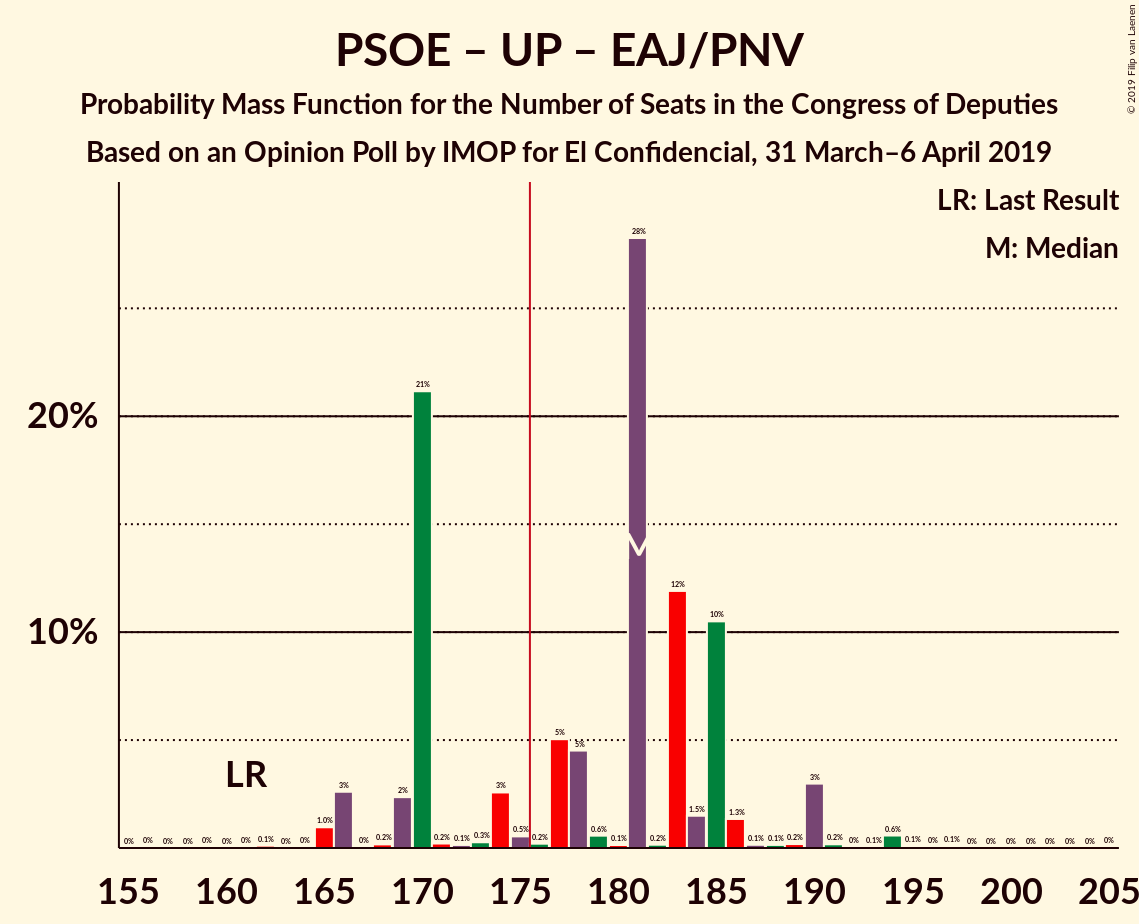 PSOE – UP – EAJ/PNV
Probability Mass Function for the Number of Seats in the Congress of Deputies
Based on an Opinion Poll by IMOP for El Confidencial, 31 March–6 April 2019
© 2019 Filip van Laenen
LR: Last Result
M: Median
20%
10%
LR
0% 0% 0% 0% 0% 0% 0% 0.1% 0% 0% 1.0% 3% 0% 0.2% 2% 21% 0.2% 0.1% 0.3% 3% 0.5% 0.2% 5% 5% 0.6% 0.1% 28% 0.2% 12% 1.5% 10% 1.3% 0.1% 0.1% 0.2% 3% 0.2% 0% 0.1% 0.6% 0.1% 0% 0.1% 0% 0% 0% 0% 0% 0% 0% 0%
155 160 165 170 175 180 185 190 195 200 205